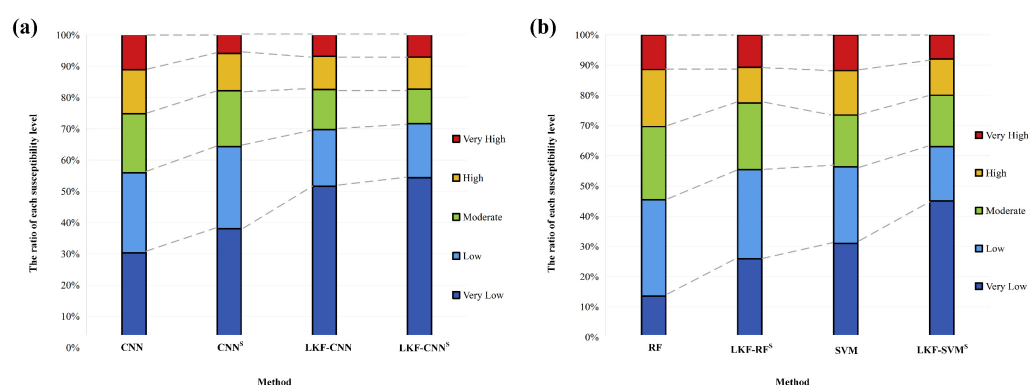 (a)
The ratio of each susceptibility level
100%
90%
80%
70%
60%
50%
40%
30%
20%
10%
0%
CNN
CNN^S
LKF-CNN
LKF-CNN^S
Method
Very High
High
Moderate
Low
Very Low
(b)
The ratio of each susceptibility level
100%
90%
80%
70%
60%
50%
40%
30%
20%
10%
0%
RF
LKF-RF^S
SVM
LKF-SVM^S
Method
Very High
High
Moderate
Low
Very Low